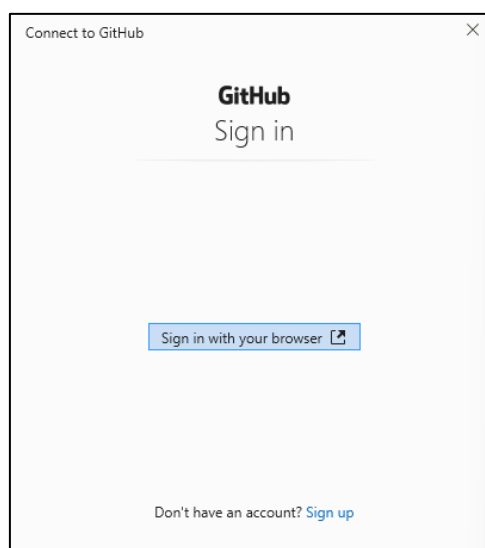 Connect to GitHub
GitHub
Sign in
Sign in with your browser
Don't have an account? Sign up